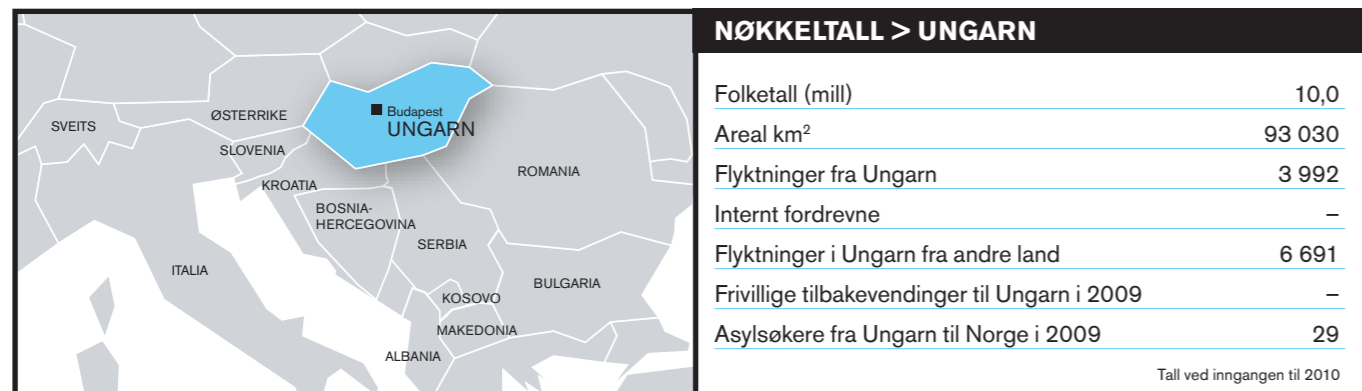 SVEITS
ØSTERRIKE
Budapest
UNGARN
SLOVENIA
KROATIA
ROMANIA
BOSNIA-
HERCEGOVINA
SERBIA
ITALIA
BULGARIA
KOSOVO
MAKEDONIA
ALBANIA
NØKKELTALL > UNGARN
Folketall (mill) 10,0
Areal km² 93 030
Flyktninger fra Ungarn 3 992
Internt fordrevne –
Flyktninger i Ungarn fra andre land 6 691
Frivillige tilbakevendinger til Ungarn i 2009 –
Asylsøkere fra Ungarn til Norge i 2009 29
Tall ved inngangen til 2010